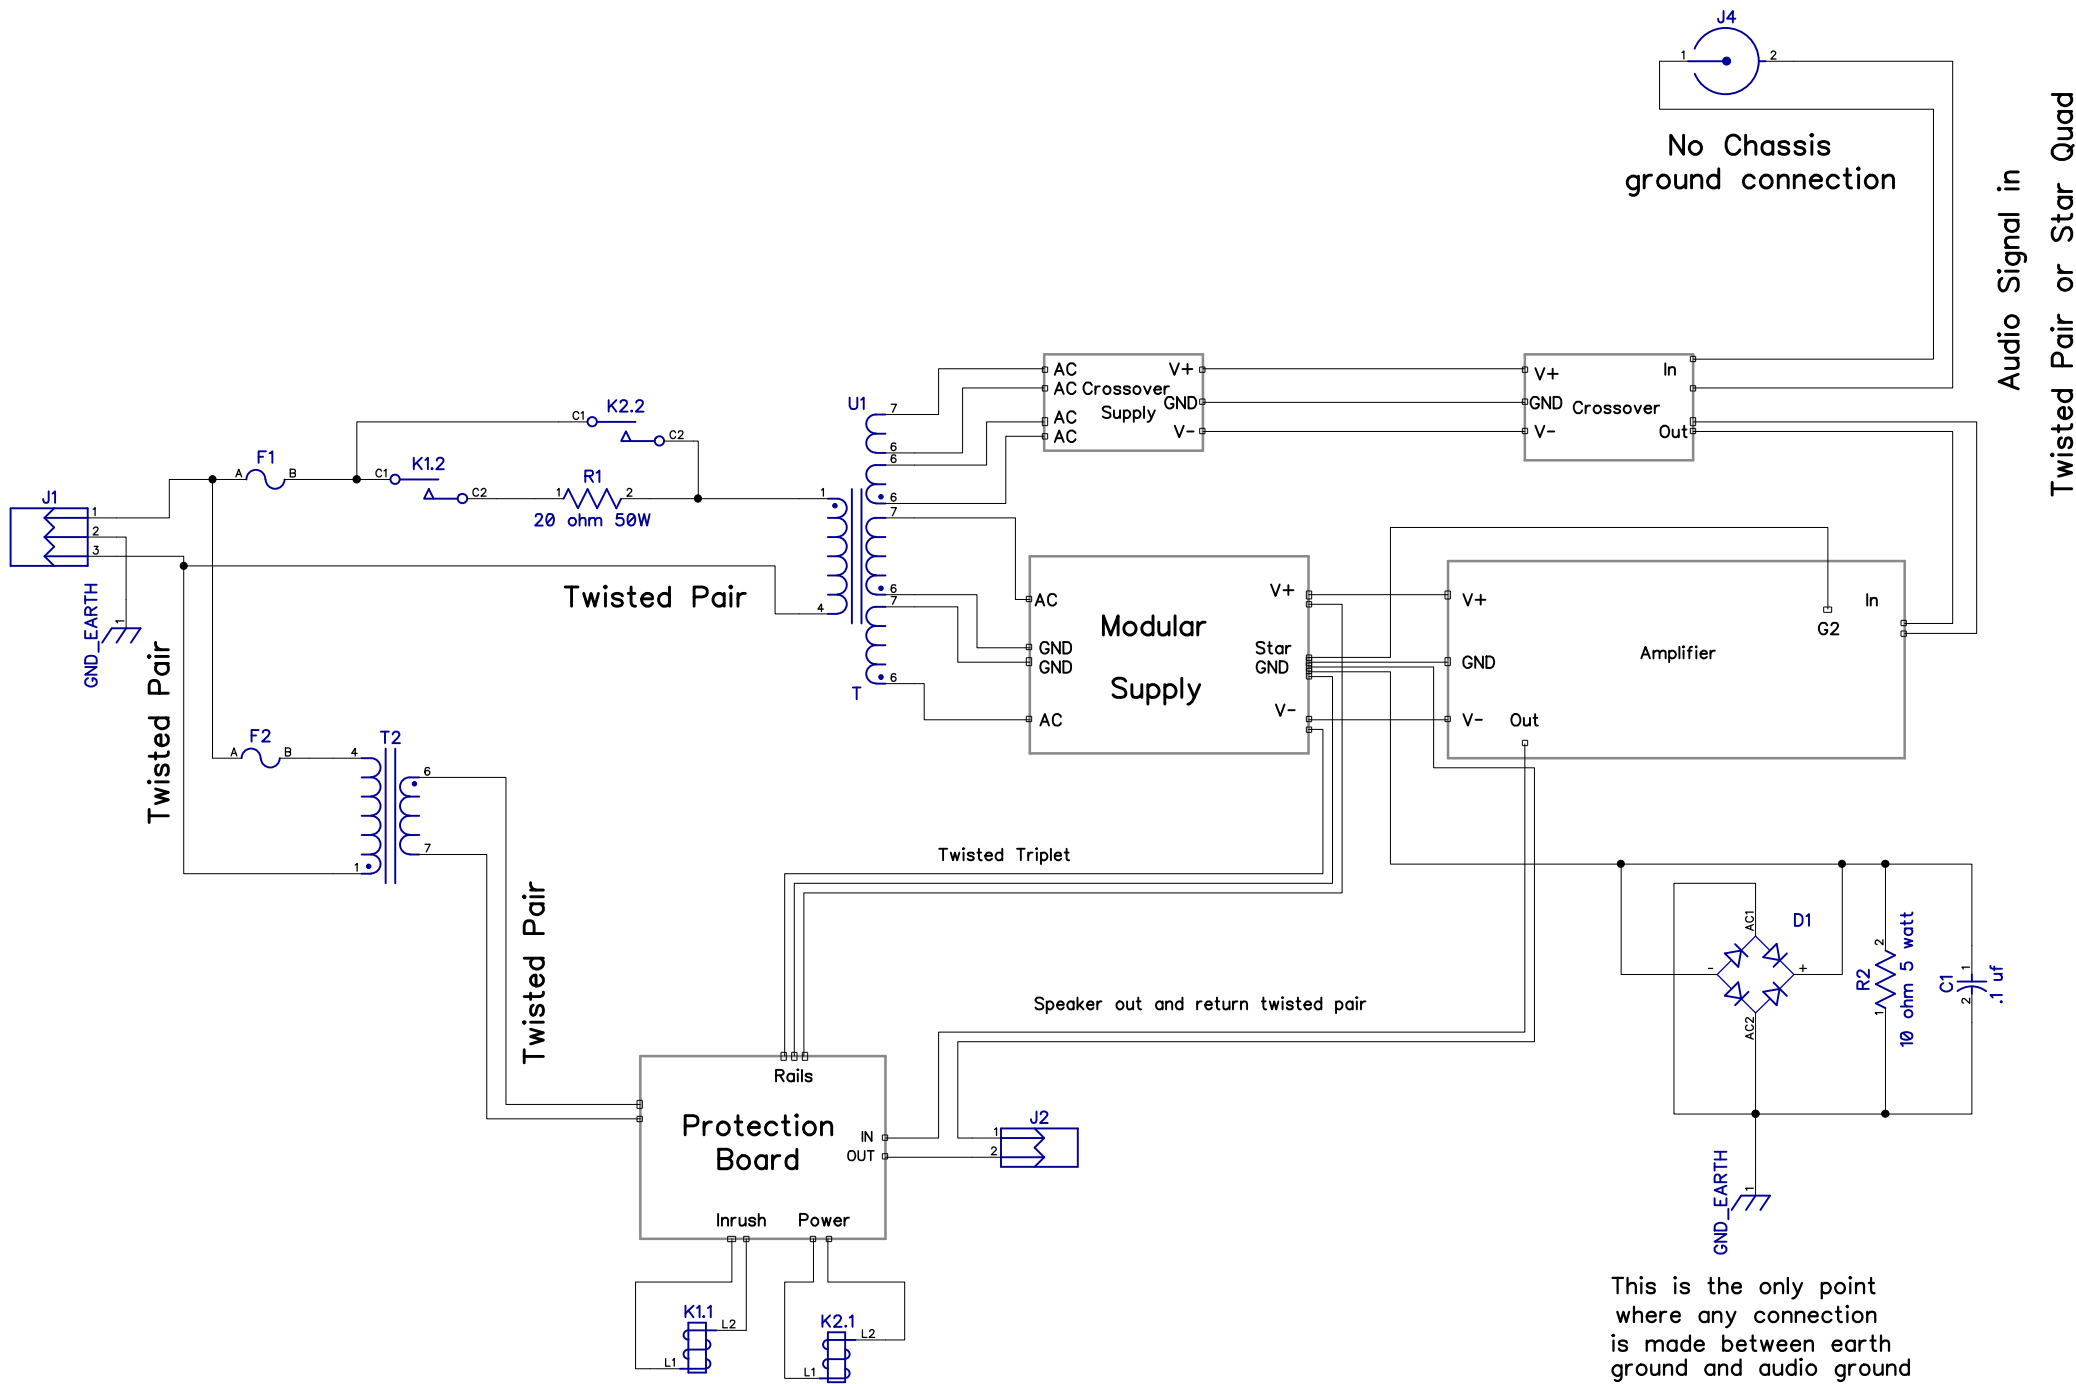 J4
1
2
No Chassis
ground connection
Audio Signal in
Twisted Pair or Star Quad
U1
7
6
6
6
7
6
7
6
T
1
4
AC
AC
AC
AC
Crossover
Supply
V+
GND
V-
V+
GND
V-
Crossover
In
Out
K2.2
C1
C2
F1
A
B
K1.2
C1
C2
R1
1
2
20 ohm 50W
J1
1
2
3
GND_EARTH
1
Twisted Pair
Twisted Pair
AC
GND
GND
AC
Modular
Supply
V+
Star
GND
V-
V+
GND
V-
Amplifier
In
G2
Out
F2
A
B
T2
4
1
6
7
Twisted Pair
Twisted Triplet
Speaker out and return twisted pair
Rails
Protection
Board
IN
OUT
Inrush
Power
J2
1
2
K1.1
L2
L1
K2.1
L2
L1
D1
AC1
AC2
-
+
R2
2
1
10 ohm 5 watt
C1
1
2
.1 uf
GND_EARTH
1
This is the only point
where any connection
is made between earth
ground and audio ground